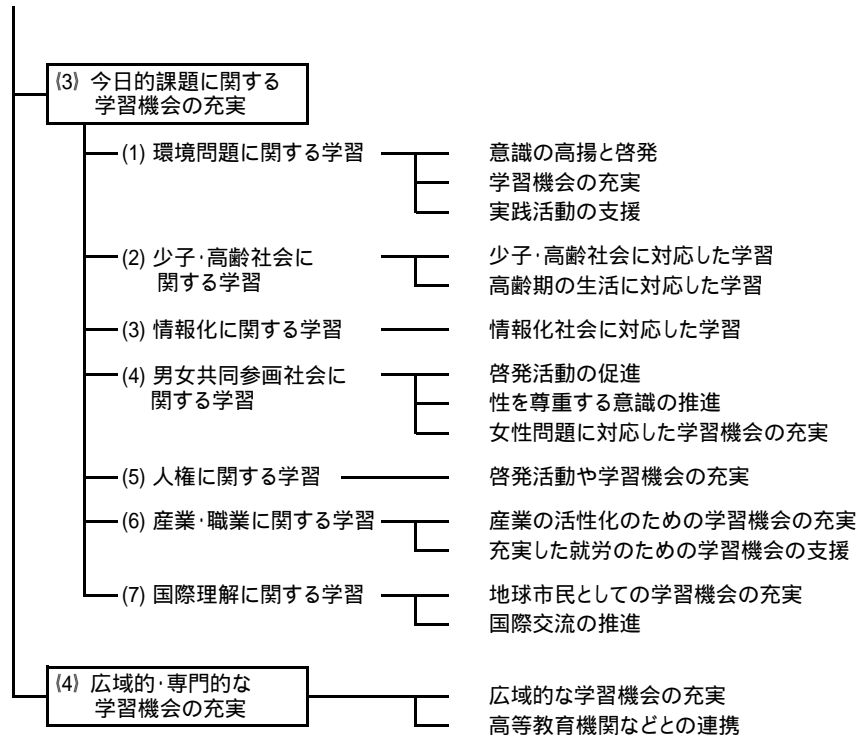 (3) 今日的課題に関する
学習機会の充実
(1) 環境問題に関する学習
意識の高揚と啓発
学習機会の充実
実践活動の支援
(2) 少子・高齢社会に
関する学習
少子・高齢社会に対応した学習
高齢期の生活に対応した学習
(3) 情報化に関する学習
情報化社会に対応した学習
(4) 男女共同参画社会に
関する学習
啓発活動の促進
性を尊重する意識の推進
女性問題に対応した学習機会の充実
(5) 人権に関する学習
啓発活動や学習機会の充実
(6) 産業・職業に関する学習
産業の活性化のための学習機会の充実
充実した就労のための学習機会の支援
(7) 国際理解に関する学習
地球市民としての学習機会の充実
国際交流の推進
(4) 広域的・専門的な
学習機会の充実
広域的な学習機会の充実
高等教育機関などとの連携